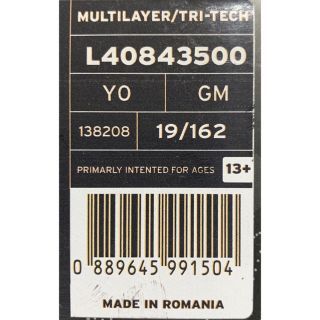 MULTILAYER/TRI-TECH
L40843500
YO GM
138208 19/162
PRIMARLY INTENTED FOR AGES 13+
0 889645 991504
MADE IN ROMANIA